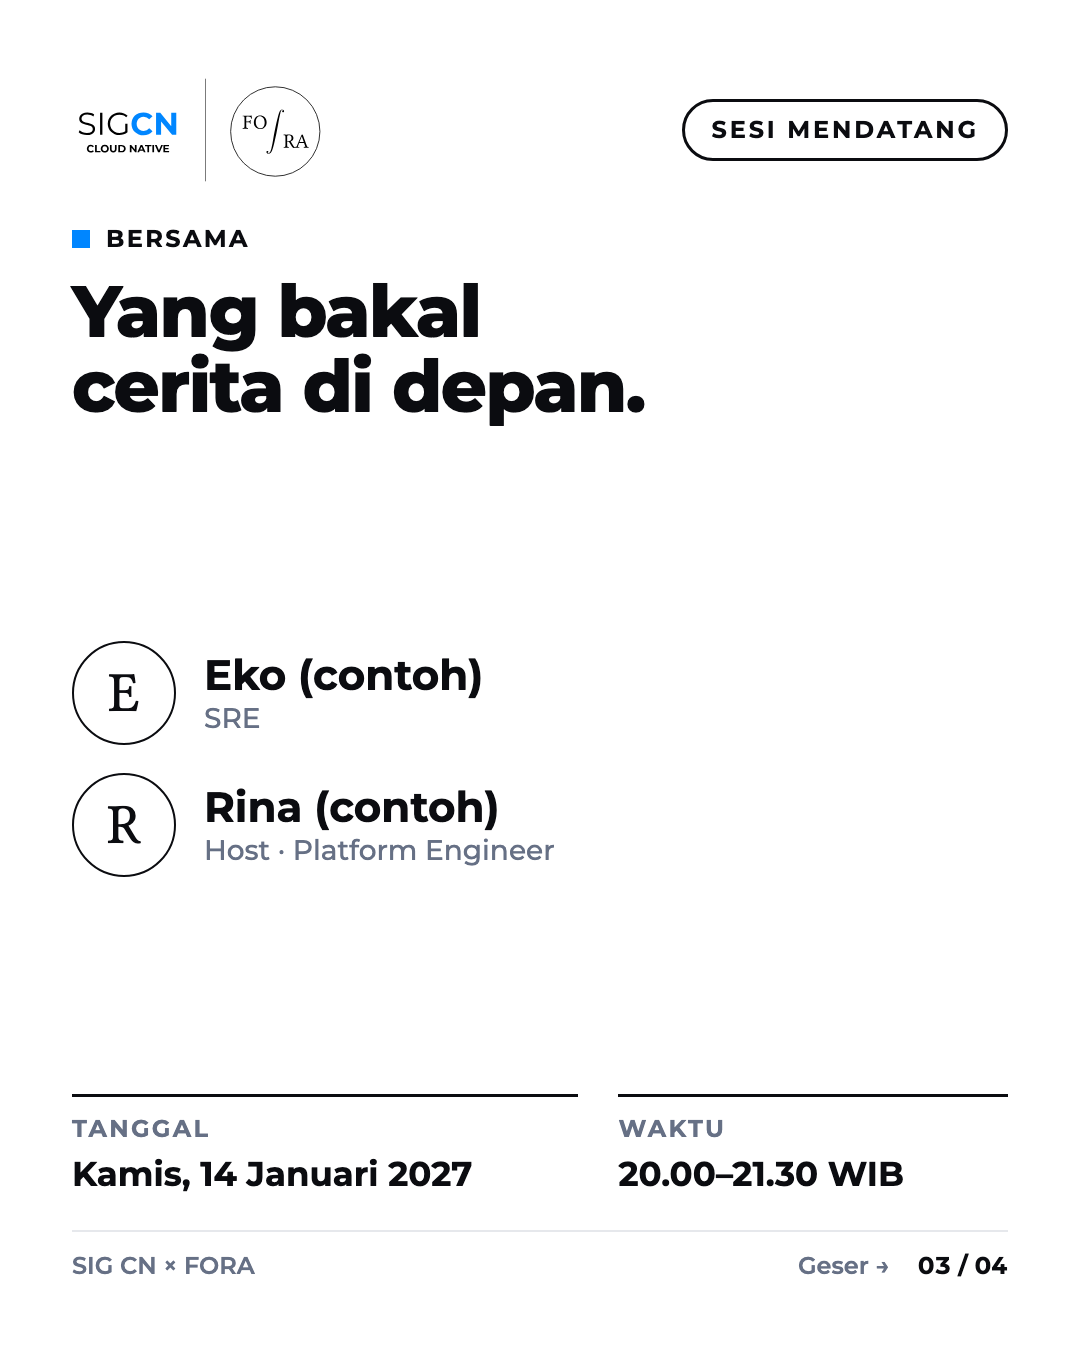 SIGCN
CLOUD NATIVE
FO∫RA
SESI MENDATANG
BERSAMA
Yang bakal
cerita di depan.
E
Eko (contoh)
SRE
R
Rina (contoh)
Host · Platform Engineer
TANGGAL
Kamis, 14 Januari 2027
WAKTU
20.00–21.30 WIB
SIG CN × FORA
Geser → 03 / 04